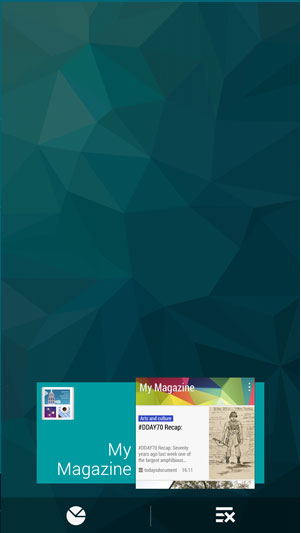 My
Magazine
My Magazine
Arts and culture
#DDAY70 Recap:
#DDAY70 Recap: Seventy
years ago last week one of
the largest amphibious...
todaysdocument
16:11